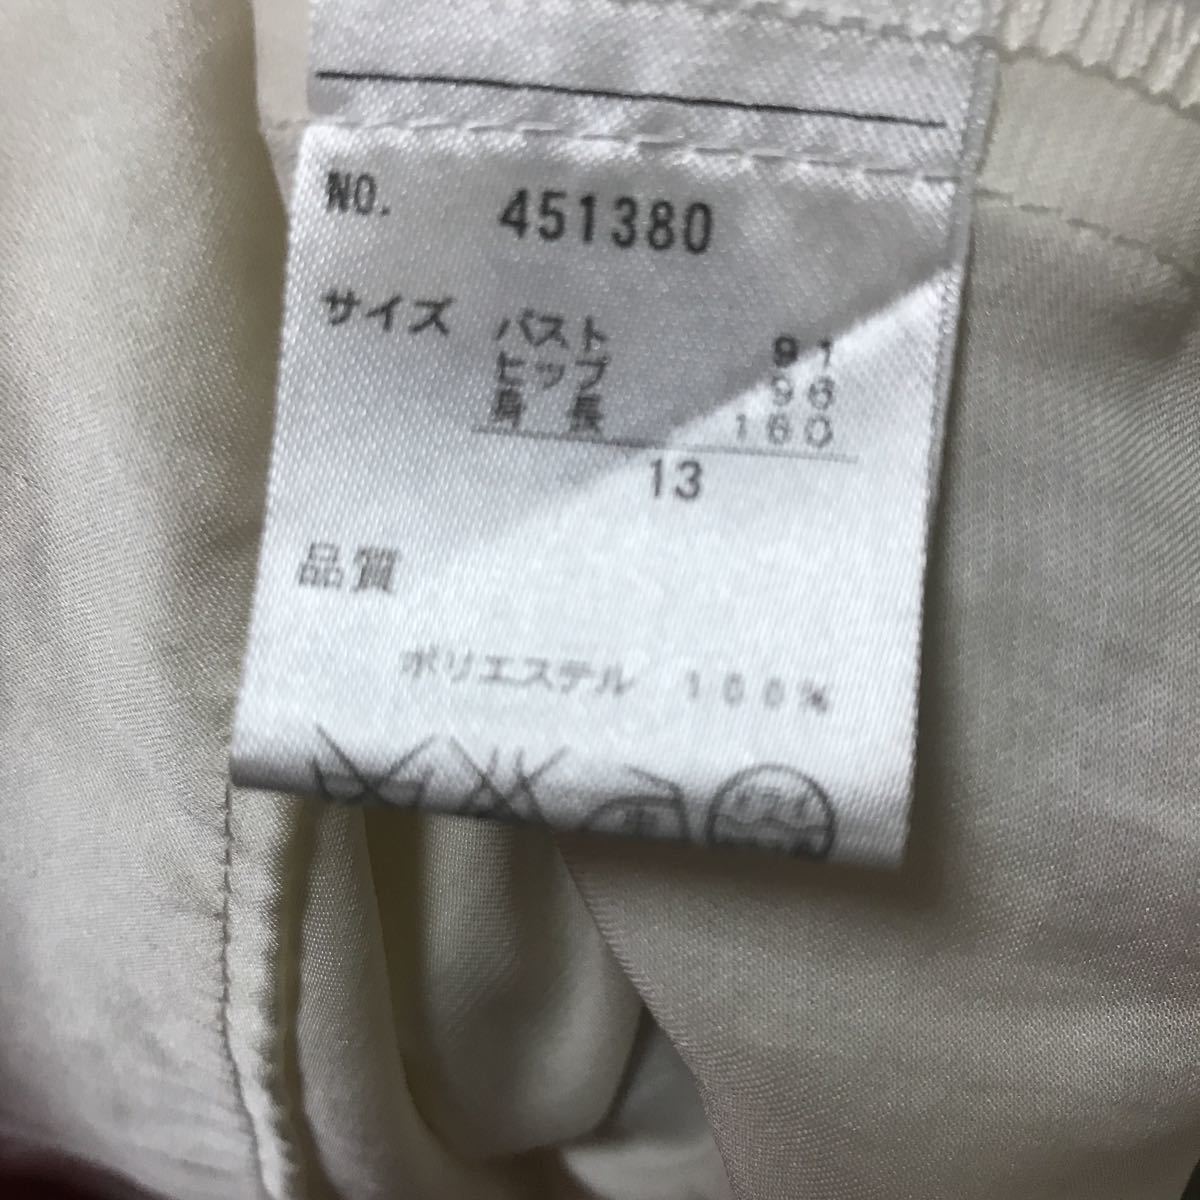 NO. 451380
サイズ バスト 91
ヒップ 96
身長 160
13
品質
ポリエステル 100%